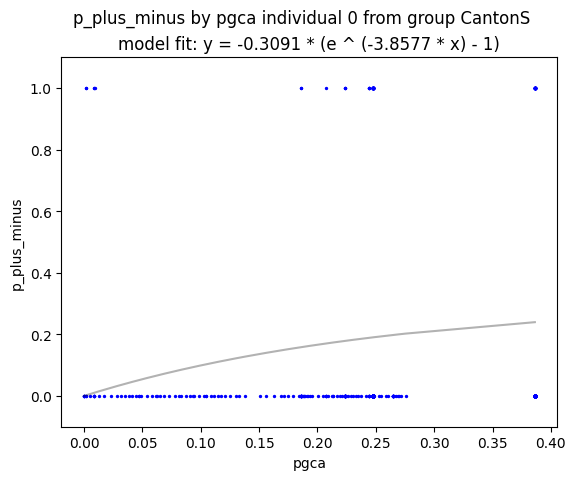 p_plus_minus by pgca individual 0 from group CantonS
model fit: y = -0.3091 * (e ^ (-3.8577 * x) - 1)
1.0
0.8
0.6
0.4
0.2
0.0
p_plus_minus
0.00 0.05 0.10 0.15 0.20 0.25 0.30 0.35 0.40
pgca